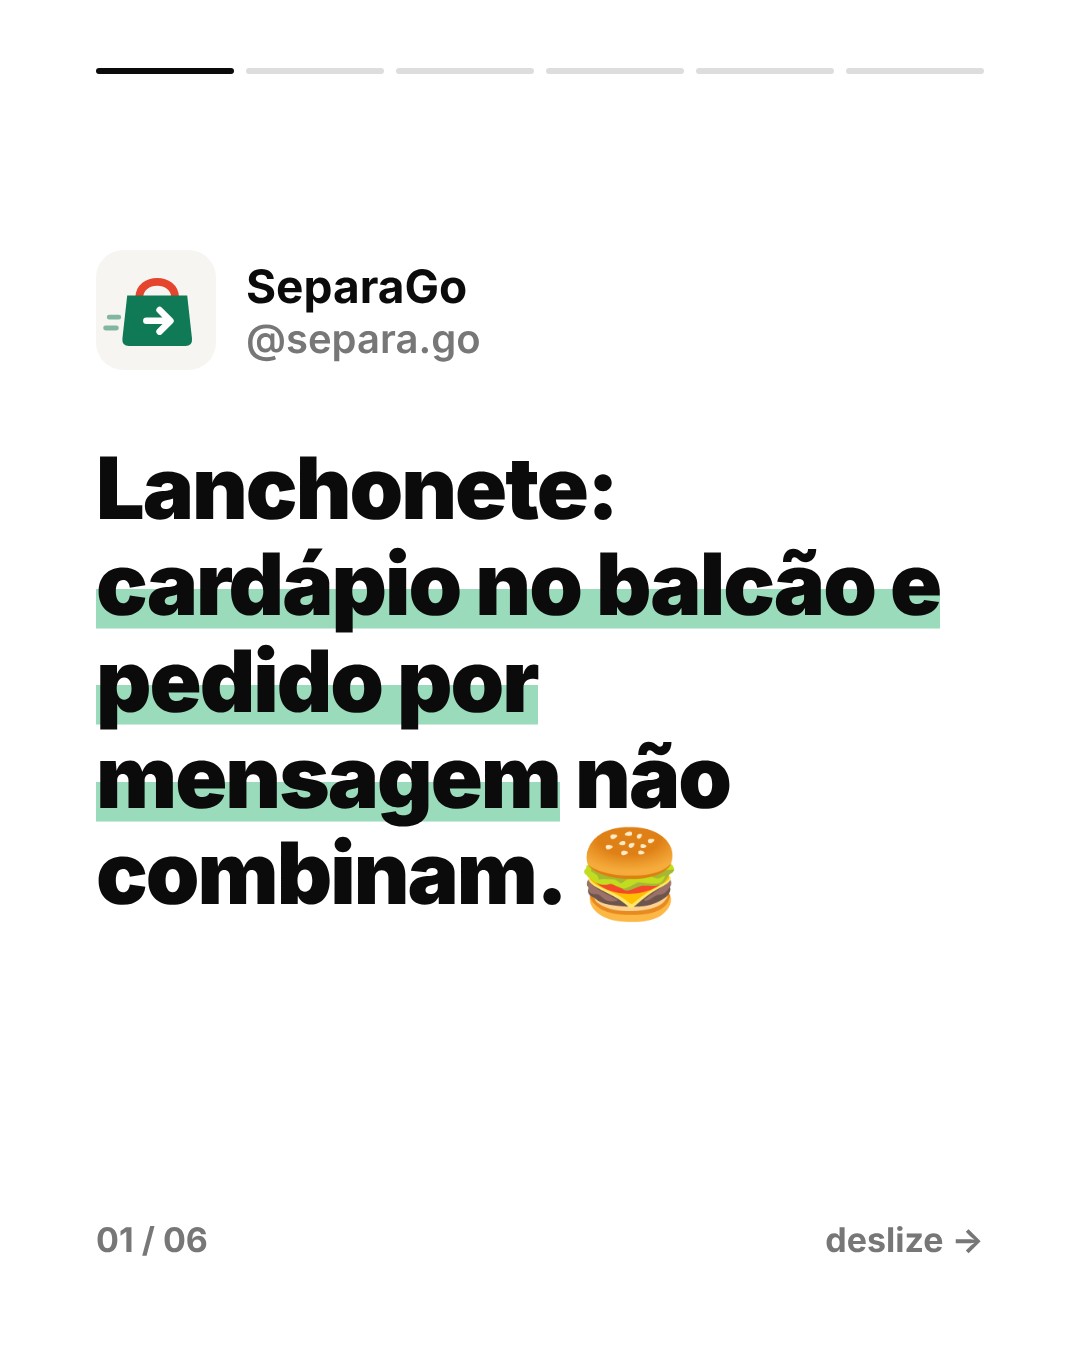 SeparaGo
@separa.go
Lanchonete:
cardápio no balcão e
pedido por
mensagem não
combinam. 🍔
01 / 06
deslize →